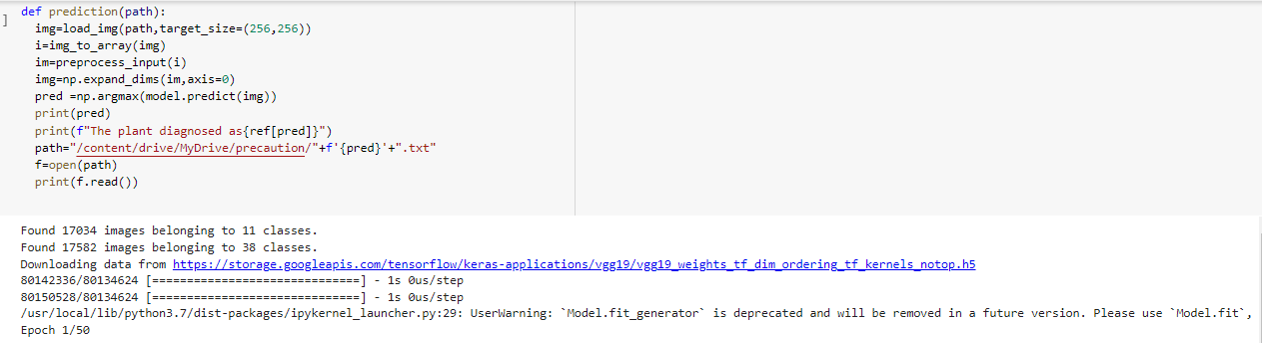 def prediction(path):
]
img=load_img(path,target_size=(256,256))
i=img_to_array(img)
im=preprocess_input(i)
img=np.expand_dims(im,axis=0)
pred =np.argmax(model.predict(img))
print(pred)
print(f"The plant diagnosed as{ref[pred]}")
path="/content/drive/MyDrive/precaution/"+f'{pred}'+".txt"
f=open(path)
print(f.read())
Found 17034 images belonging to 11 classes.
Found 17582 images belonging to 38 classes.
Downloading data from https://storage.googleapis.com/tensorflow/keras-applications/vgg19/vgg19_weights_tf_dim_ordering_tf_kernels_notop.h5
80142336/80134624 [==============================] - 1s 0us/step
80150528/80134624 [==============================] - 1s 0us/step
/usr/local/lib/python3.7/dist-packages/ipykernel_launcher.py:29: UserWarning: `Model.fit_generator` is deprecated and will be removed in a future version. Please use `Model.fit`,
Epoch 1/50